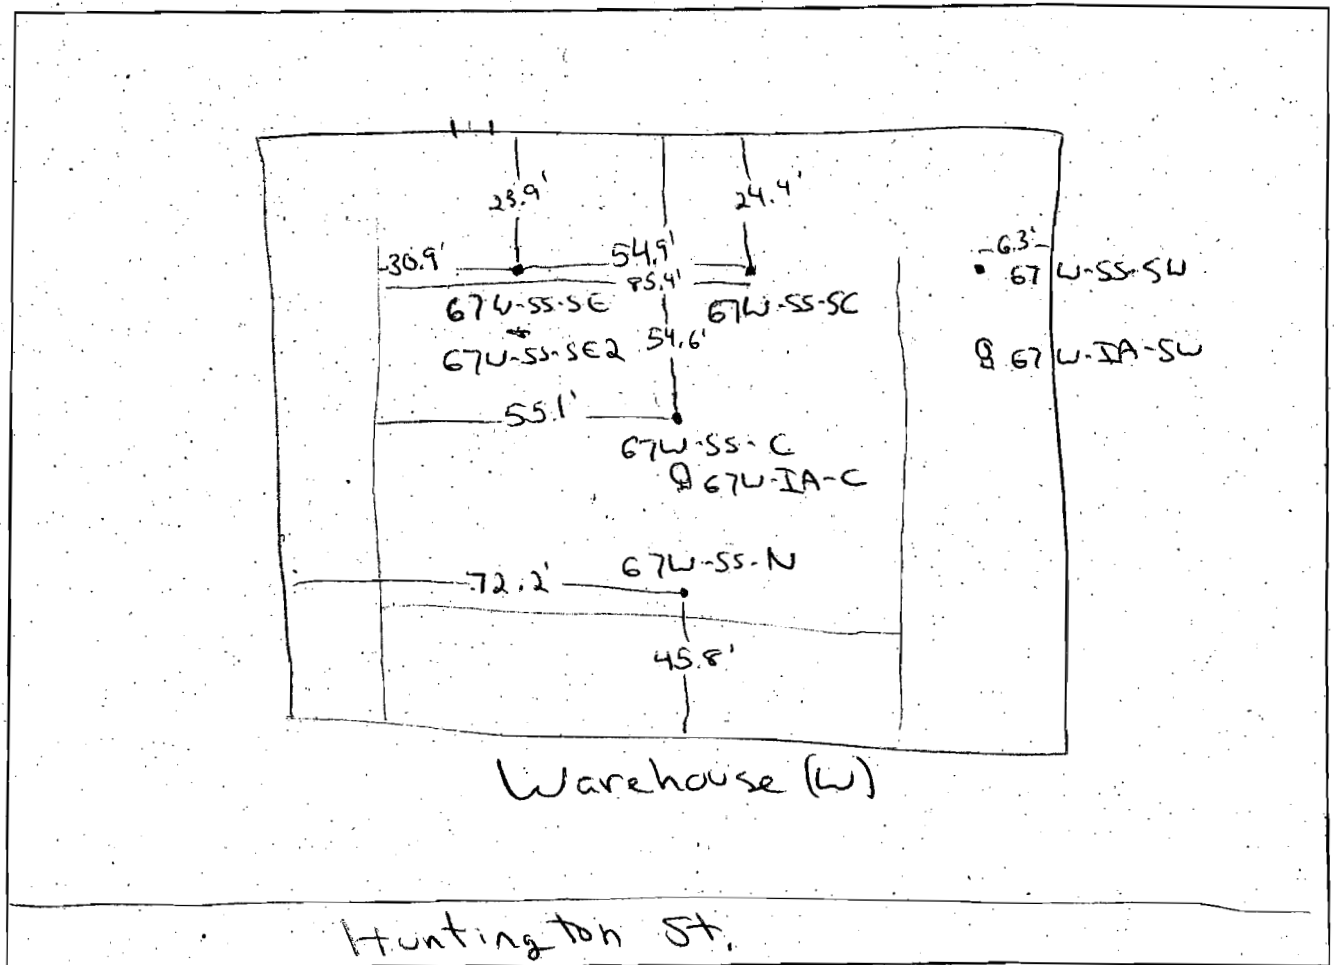 23.9'
24.4'
30.9'
54.9'
6.3'
85.4'
67W-SS-SW
67W-SS-SE
67W-SS-SC
54.6'
67W-SS-SE2
67W-IA-SW
55.1'
67W-SS-C
67W-IA-C
67W-SS-N
72.2'
45.8'
Warehouse (W)
Huntington St.